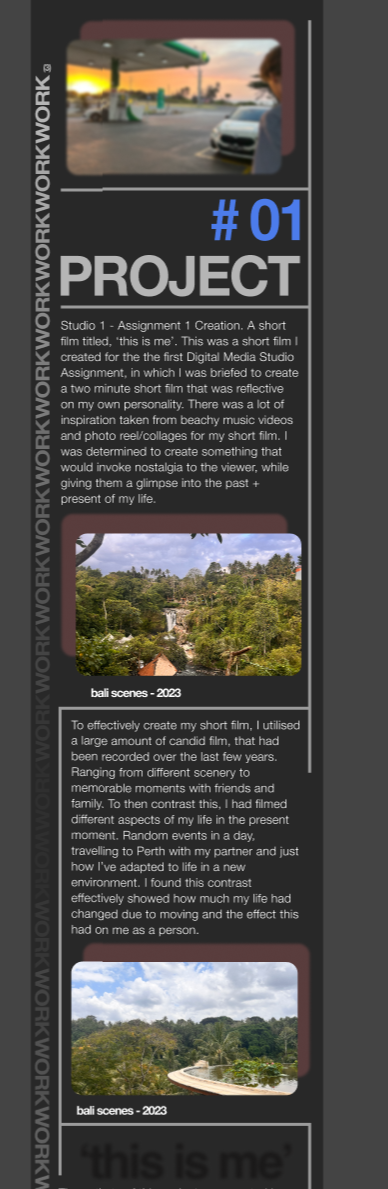 WORKWORKWORKWORKWORKWORKWORKWORKWORKWORKWORKWORKWORK
# 01
PROJECT
Studio 1 - Assignment 1 Creation. A short
film titled, ‘this is me’. This was a short film I
created for the the first Digital Media Studio
Assignment, in which I was briefed to create
a two minute short film that was reflective
on my own personality. There was a lot of
inspiration taken from beachy music videos
and photo reel/collages for my short film. I
was determined to create something that
would invoke nostalgia to the viewer, while
giving them a glimpse into the past +
present of my life.
bali scenes - 2023
To effectively create my short film, I utilised
a large amount of candid film, that had
been recorded over the last few years.
Ranging from different scenery to
memorable moments with friends and
family. To then contrast this, I had filmed
different aspects of my life in the present
moment. Random events in a day,
travelling to Perth with my partner and just
how I’ve adapted to life in a new
environment. I found this contrast
effectively showed how much my life had
changed due to moving and the effect this
had on me as a person.
bali scenes - 2023
‘this is me’